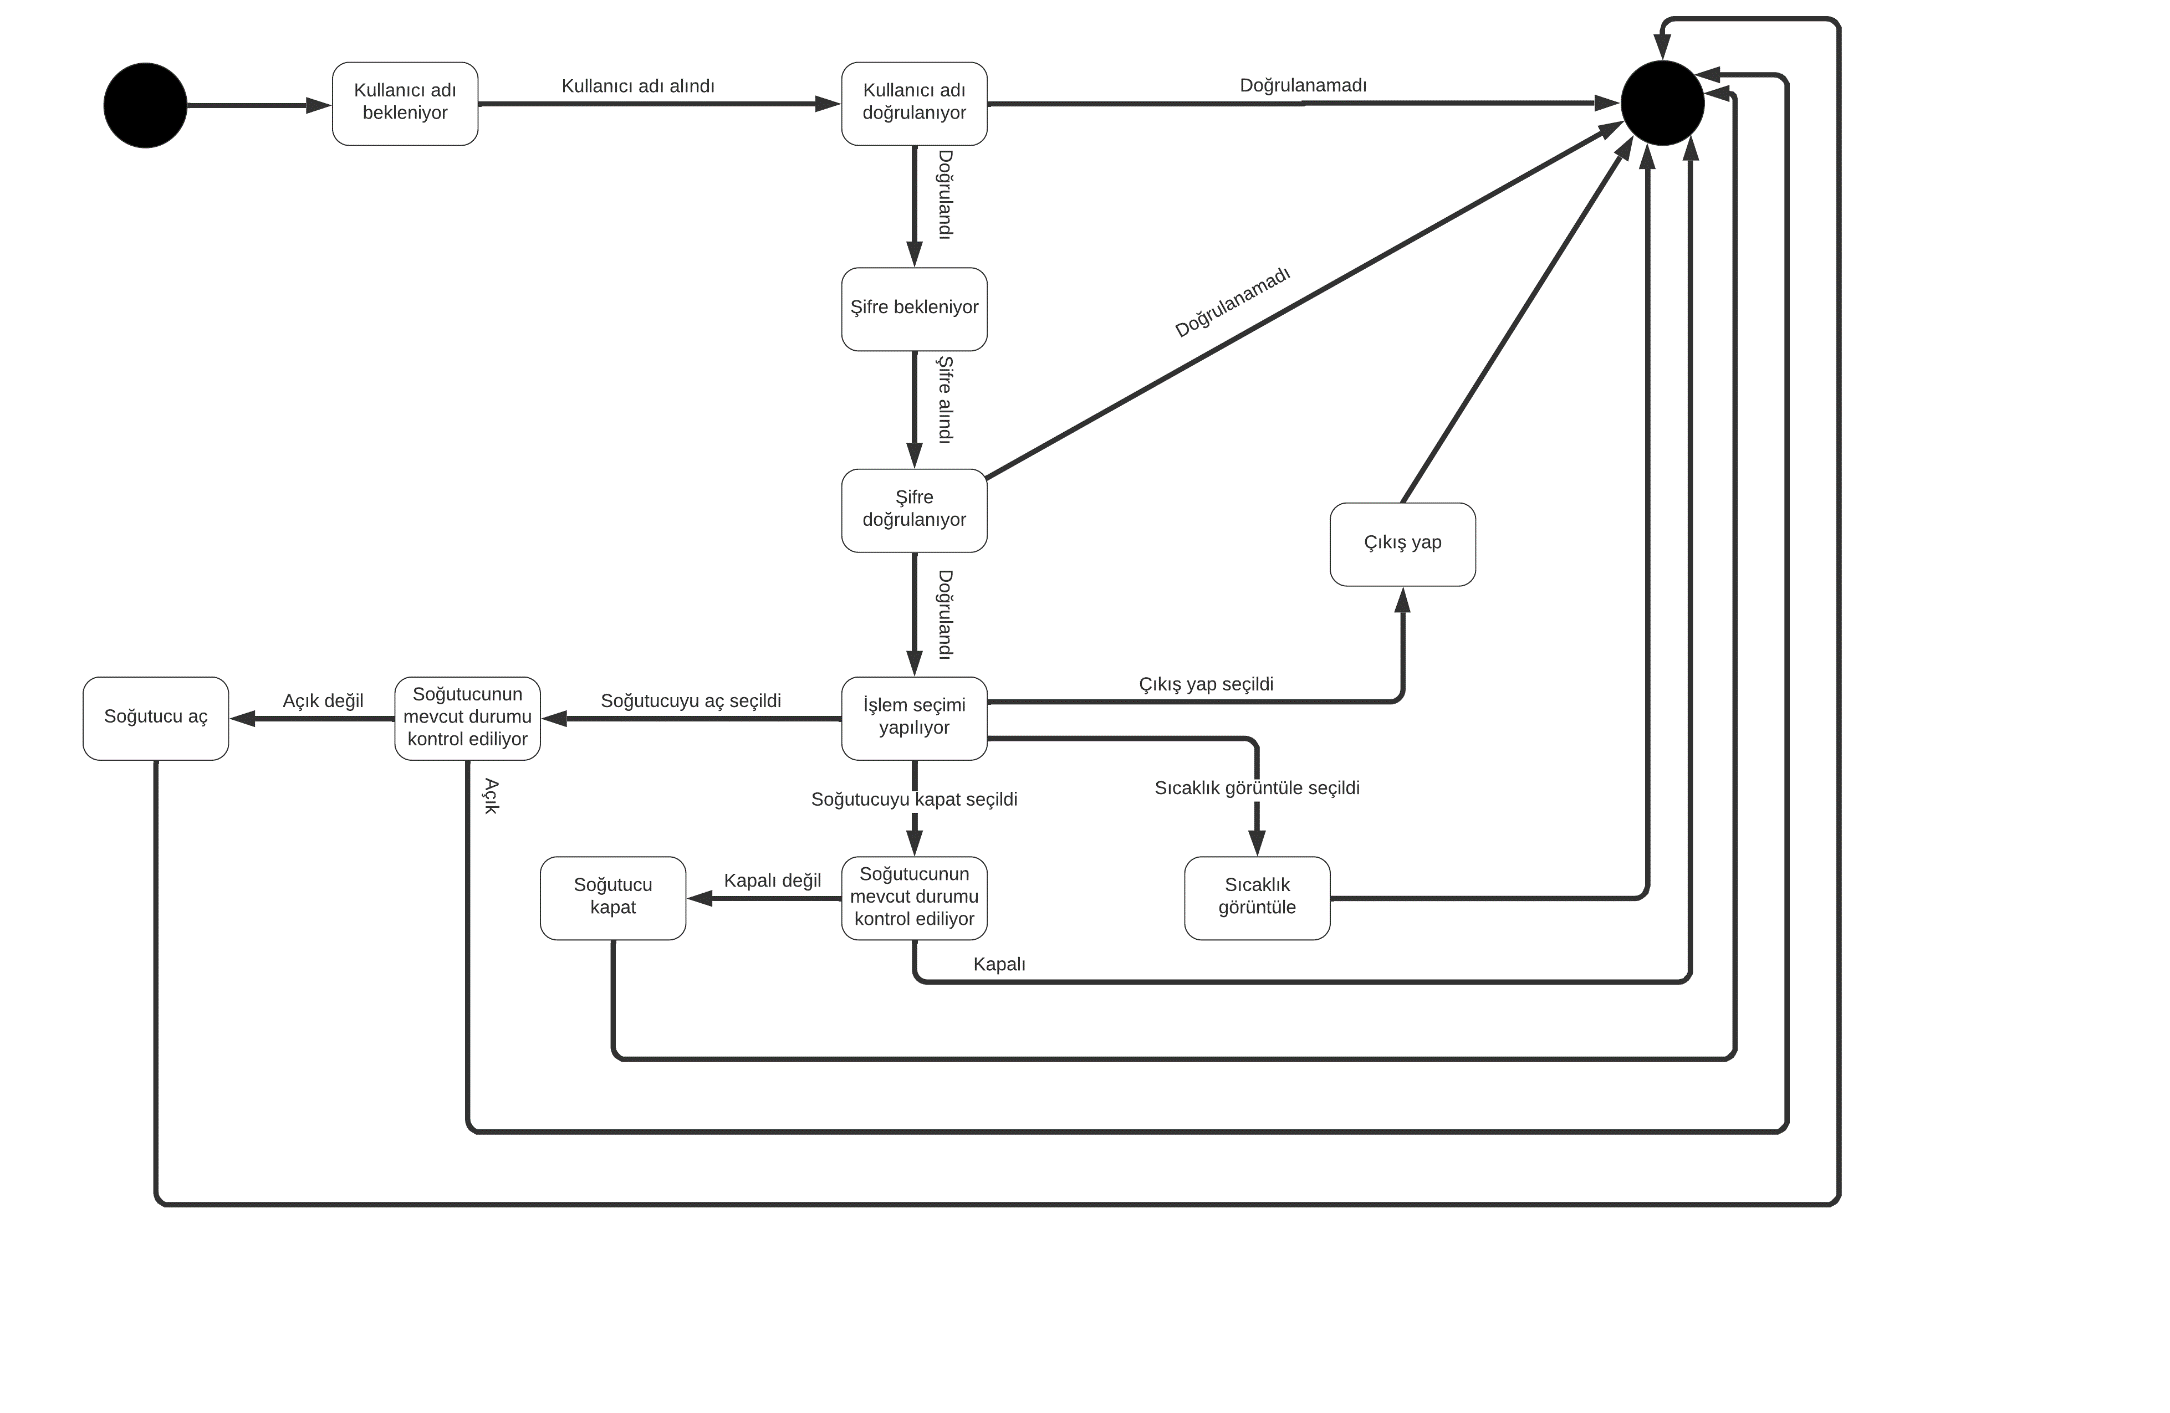 Kullanıcı adı
bekleniyor
Kullanıcı adı alındı
Kullanıcı adı
doğrulanıyor
Doğrulanamadı
Doğrulandı
Şifre bekleniyor
Şifre alındı
Doğrulanamadı
Şifre
doğrulanıyor
Çıkış yap
Doğrulandı
Soğutucu aç
Açık değil
Soğutucunun
mevcut durumu
kontrol ediliyor
Soğutucuyu aç seçildi
İşlem seçimi
yapılıyor
Çıkış yap seçildi
Açık
Soğutucuyu kapat seçildi
Sıcaklık görüntüle seçildi
Soğutucu
kapat
Kapalı değil
Soğutucunun
mevcut durumu
kontrol ediliyor
Sıcaklık
görüntüle
Kapalı